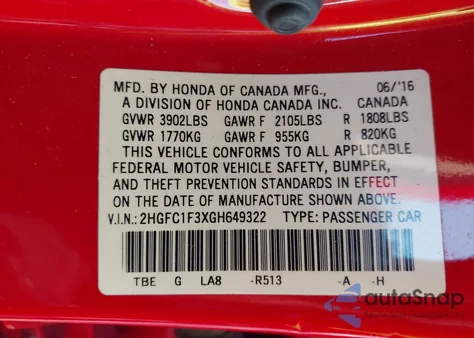 MFD. BY HONDA OF CANADA MFG., 06/'16
A DIVISION OF HONDA CANADA INC. CANADA
GVWR 3902LBS GAWR F 2105LBS R 1808LBS
GVWR 1770KG GAWR F 955KG R 820KG
THIS VEHICLE CONFORMS TO ALL APPLICABLE
FEDERAL MOTOR VEHICLE SAFETY, BUMPER,
AND THEFT PREVENTION STANDARDS IN EFFECT
ON THE DATE OF MANUFACTURE SHOWN ABOVE.
V.I.N.: 2HGFC1F3XGH649322 TYPE: PASSENGER CAR
TBE G LA8 -R513 -A -H
autoSnap